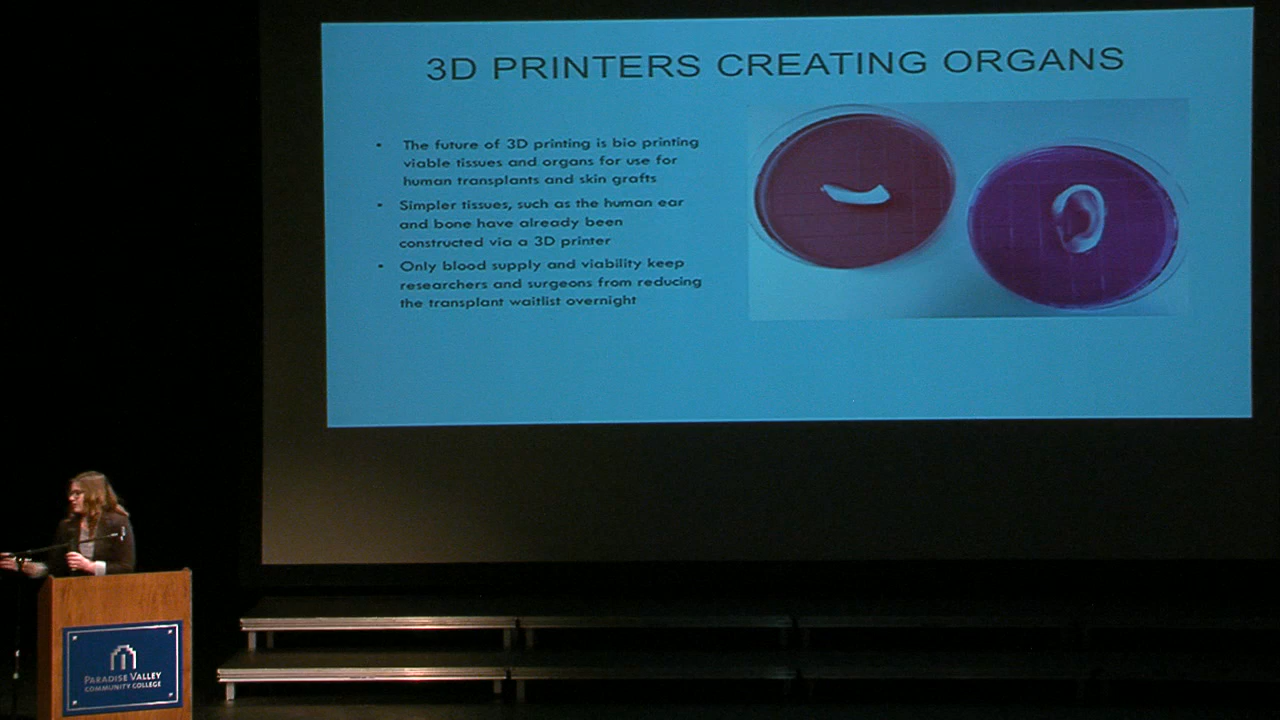 3D PRINTERS CREATING ORGANS
• The future of 3D printing is bio printing
viable tissues and organs for use for
human transplants and skin grafts
• Simpler tissues, such as the human ear
and bone have already been
constructed via a 3D printer
• Only blood supply and viability keep
researchers and surgeons from reducing
the transplant waitlist overnight
PARADISE VALLEY
COMMUNITY COLLEGE